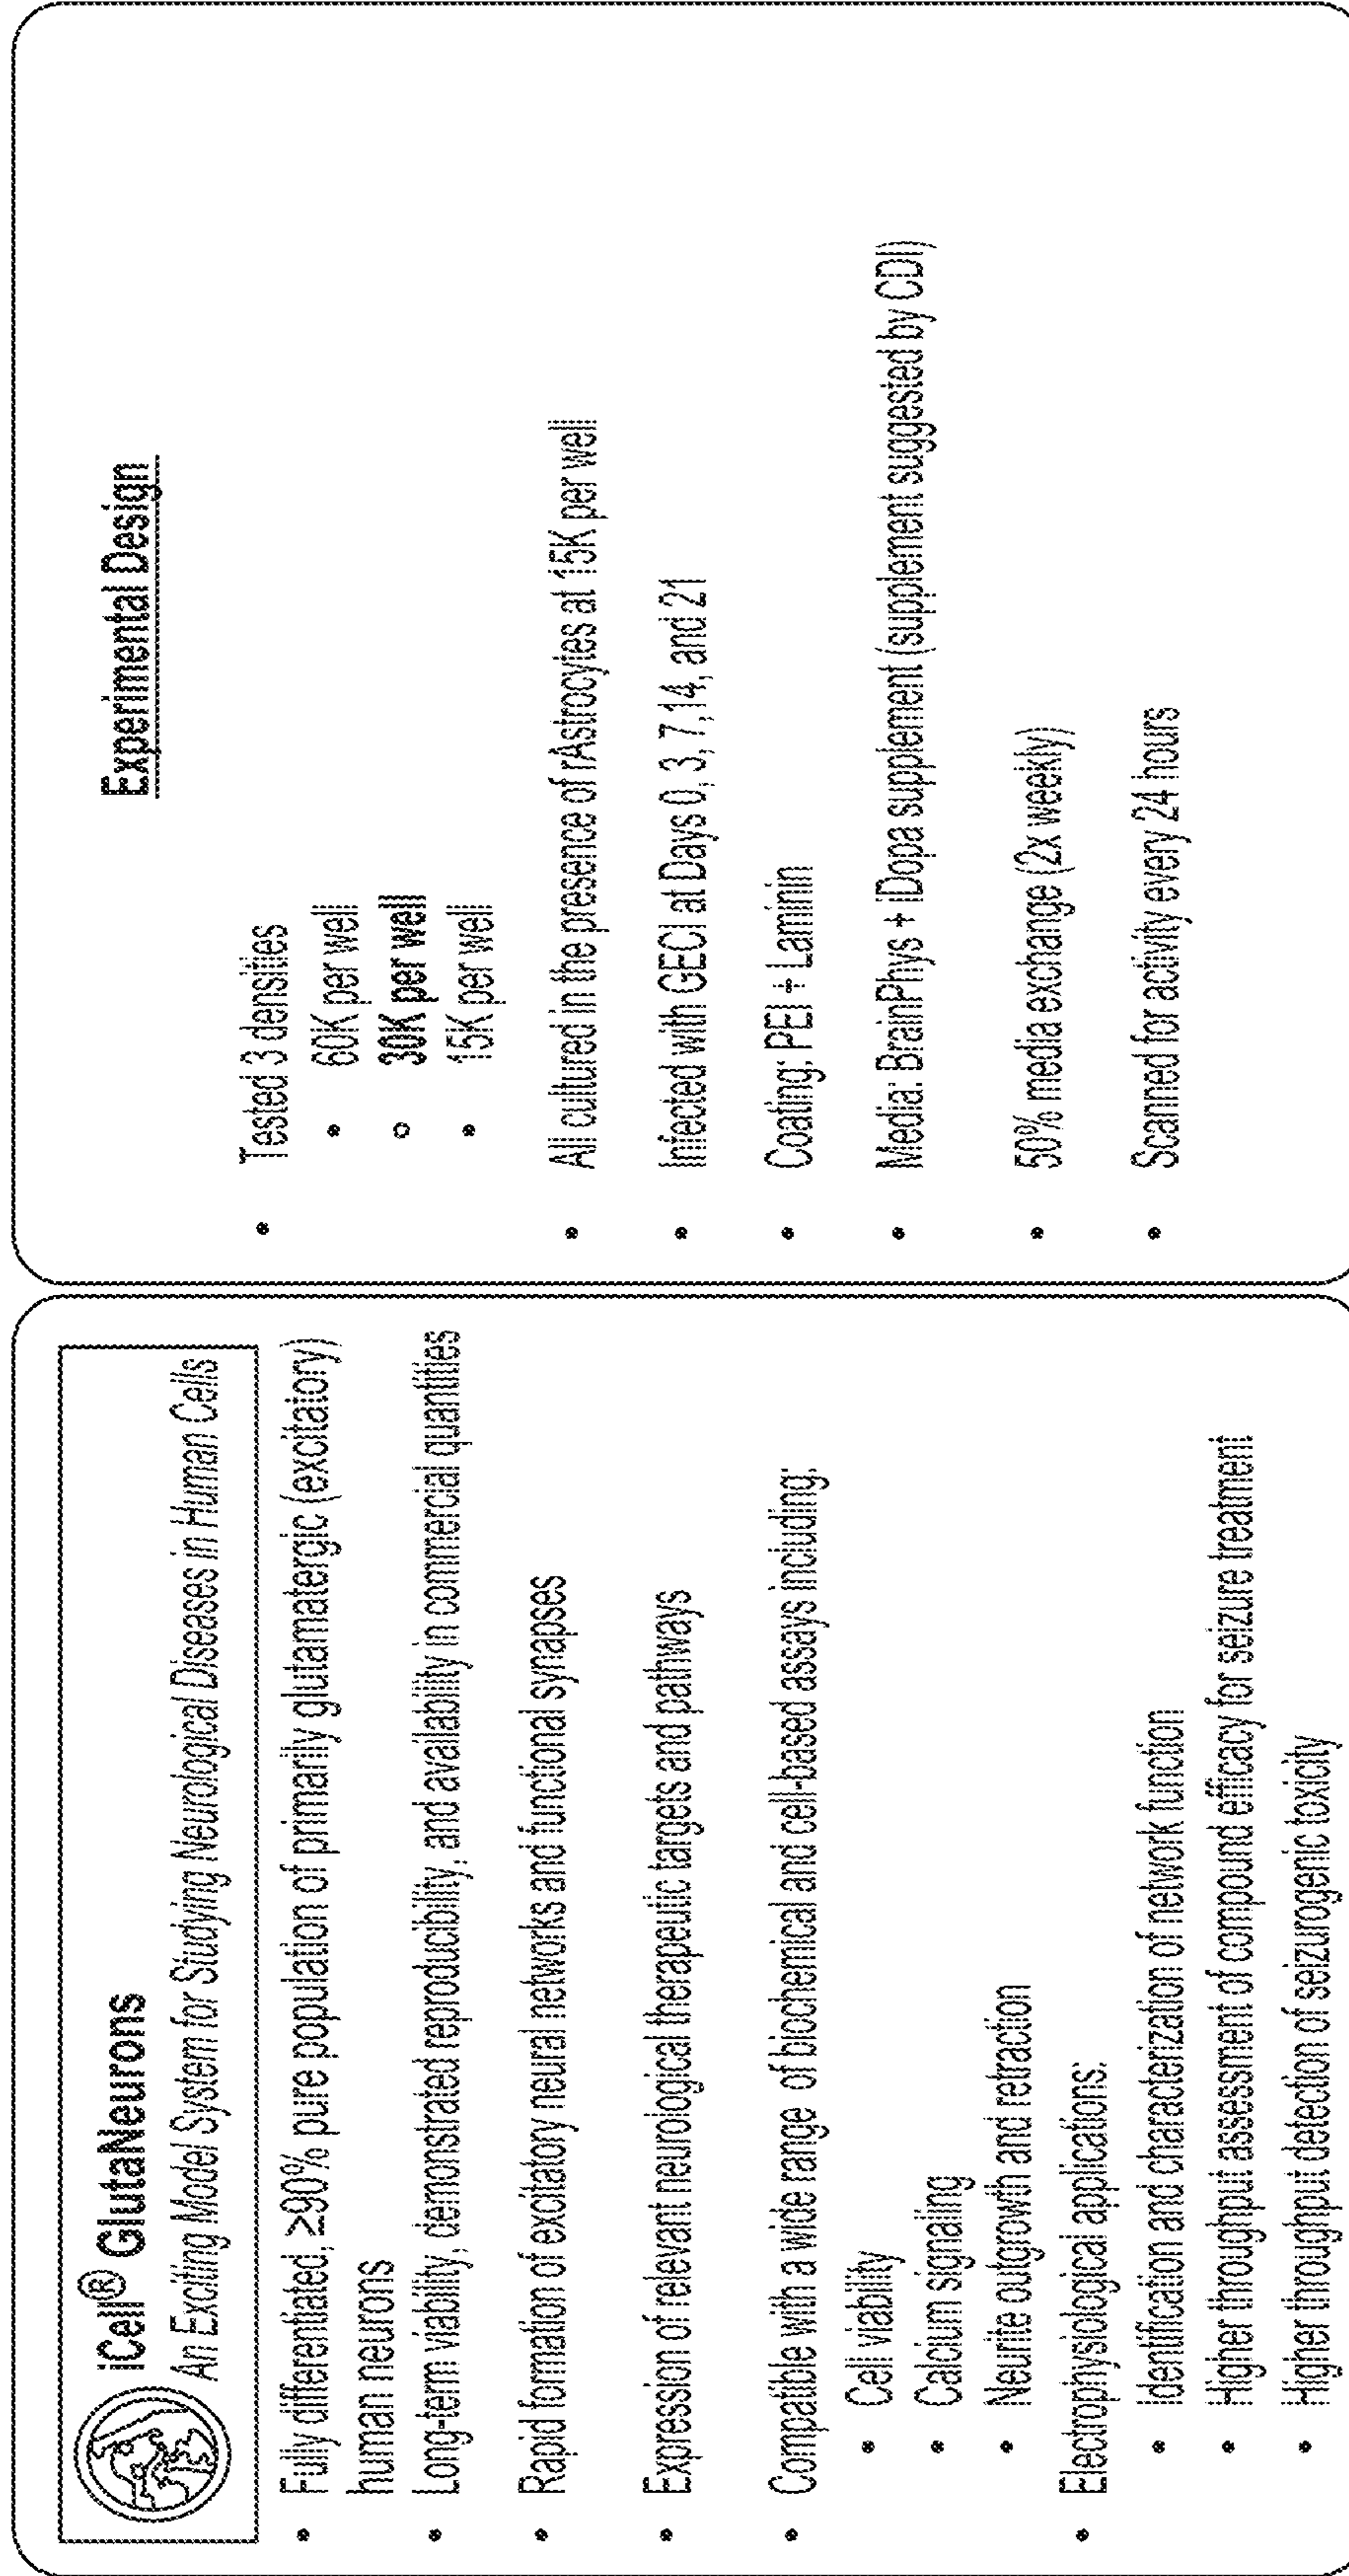 iCell® GlutaNeurons
An Exciting Model System for Studying Neurological Diseases in Human Cells
• Fully differentiated, ≥90% pure population of primarily glutamatergic (excitatory)
human neurons
• Long-term viability, demonstrated reproducibility, and availability in commercial quantities
• Rapid formation of excitatory neural networks and functional synapses
• Expression of relevant neurological therapeutic targets and pathways
• Compatible with a wide range of biochemical and cell-based assays including:
• Cell viability
• Calcium signaling
• Neurite outgrowth and retraction
• Electrophysiological applications:
• Identification and characterization of network function
• Higher throughput assessment of compound efficacy for seizure treatment
• Higher throughput detection of seizurogenic toxicity
Experimental Design
• Tested 3 densities
• 60K per well
○ 30K per well
• 15K per well
• All cultured in the presence of rAstrocytes at 15K per well
• Infected with GECI at Days 0, 3, 7,14, and 21
• Coating: PEI + Laminin
• Media: BrainPhys + iDopa supplement (supplement suggested by CDI)
• 50% media exchange (2x weekly)
• Scanned for activity every 24 hours